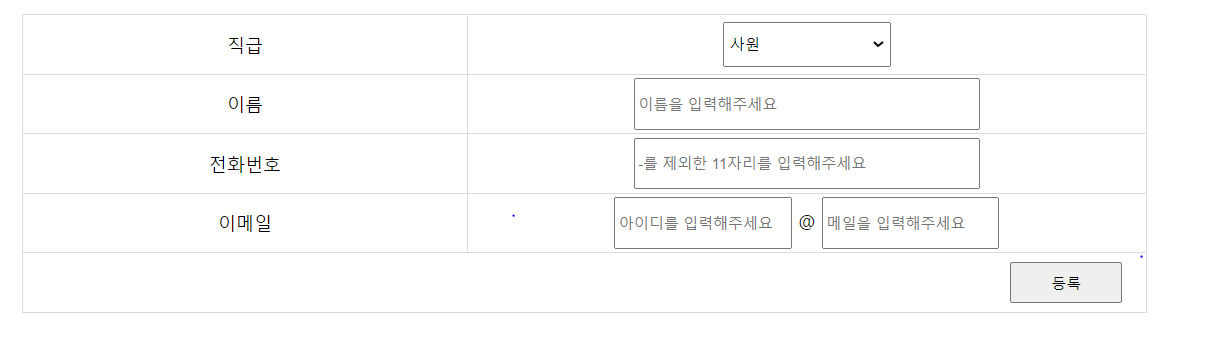 직급 사원
이름 이름을 입력해주세요
전화번호 -를 제외한 11자리를 입력해주세요
이메일 아이디를 입력해주세요 @ 메일을 입력해주세요
등록